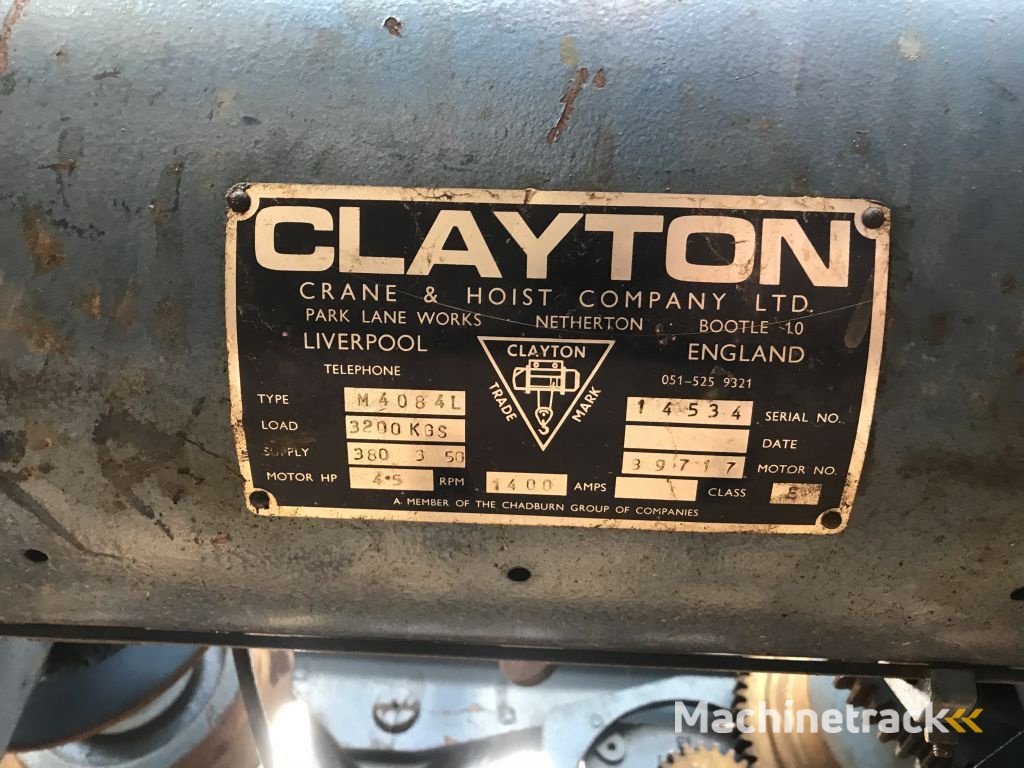 CLAYTON
CRANE & HOIST COMPANY LTD.
PARK LANE WORKS NETHERTON BOOTLE 10
LIVERPOOL ENGLAND
TELEPHONE 051-525 9321
CLAYTON
TRADE MARK
TYPE M4084L 14534 SERIAL NO.
LOAD 3200 KGS DATE
SUPPLY 380 3 50 39717 MOTOR NO.
MOTOR HP 4.5 RPM 1400 AMPS CLASS E
A MEMBER OF THE CHADBURN GROUP OF COMPANIES
Machinetrack